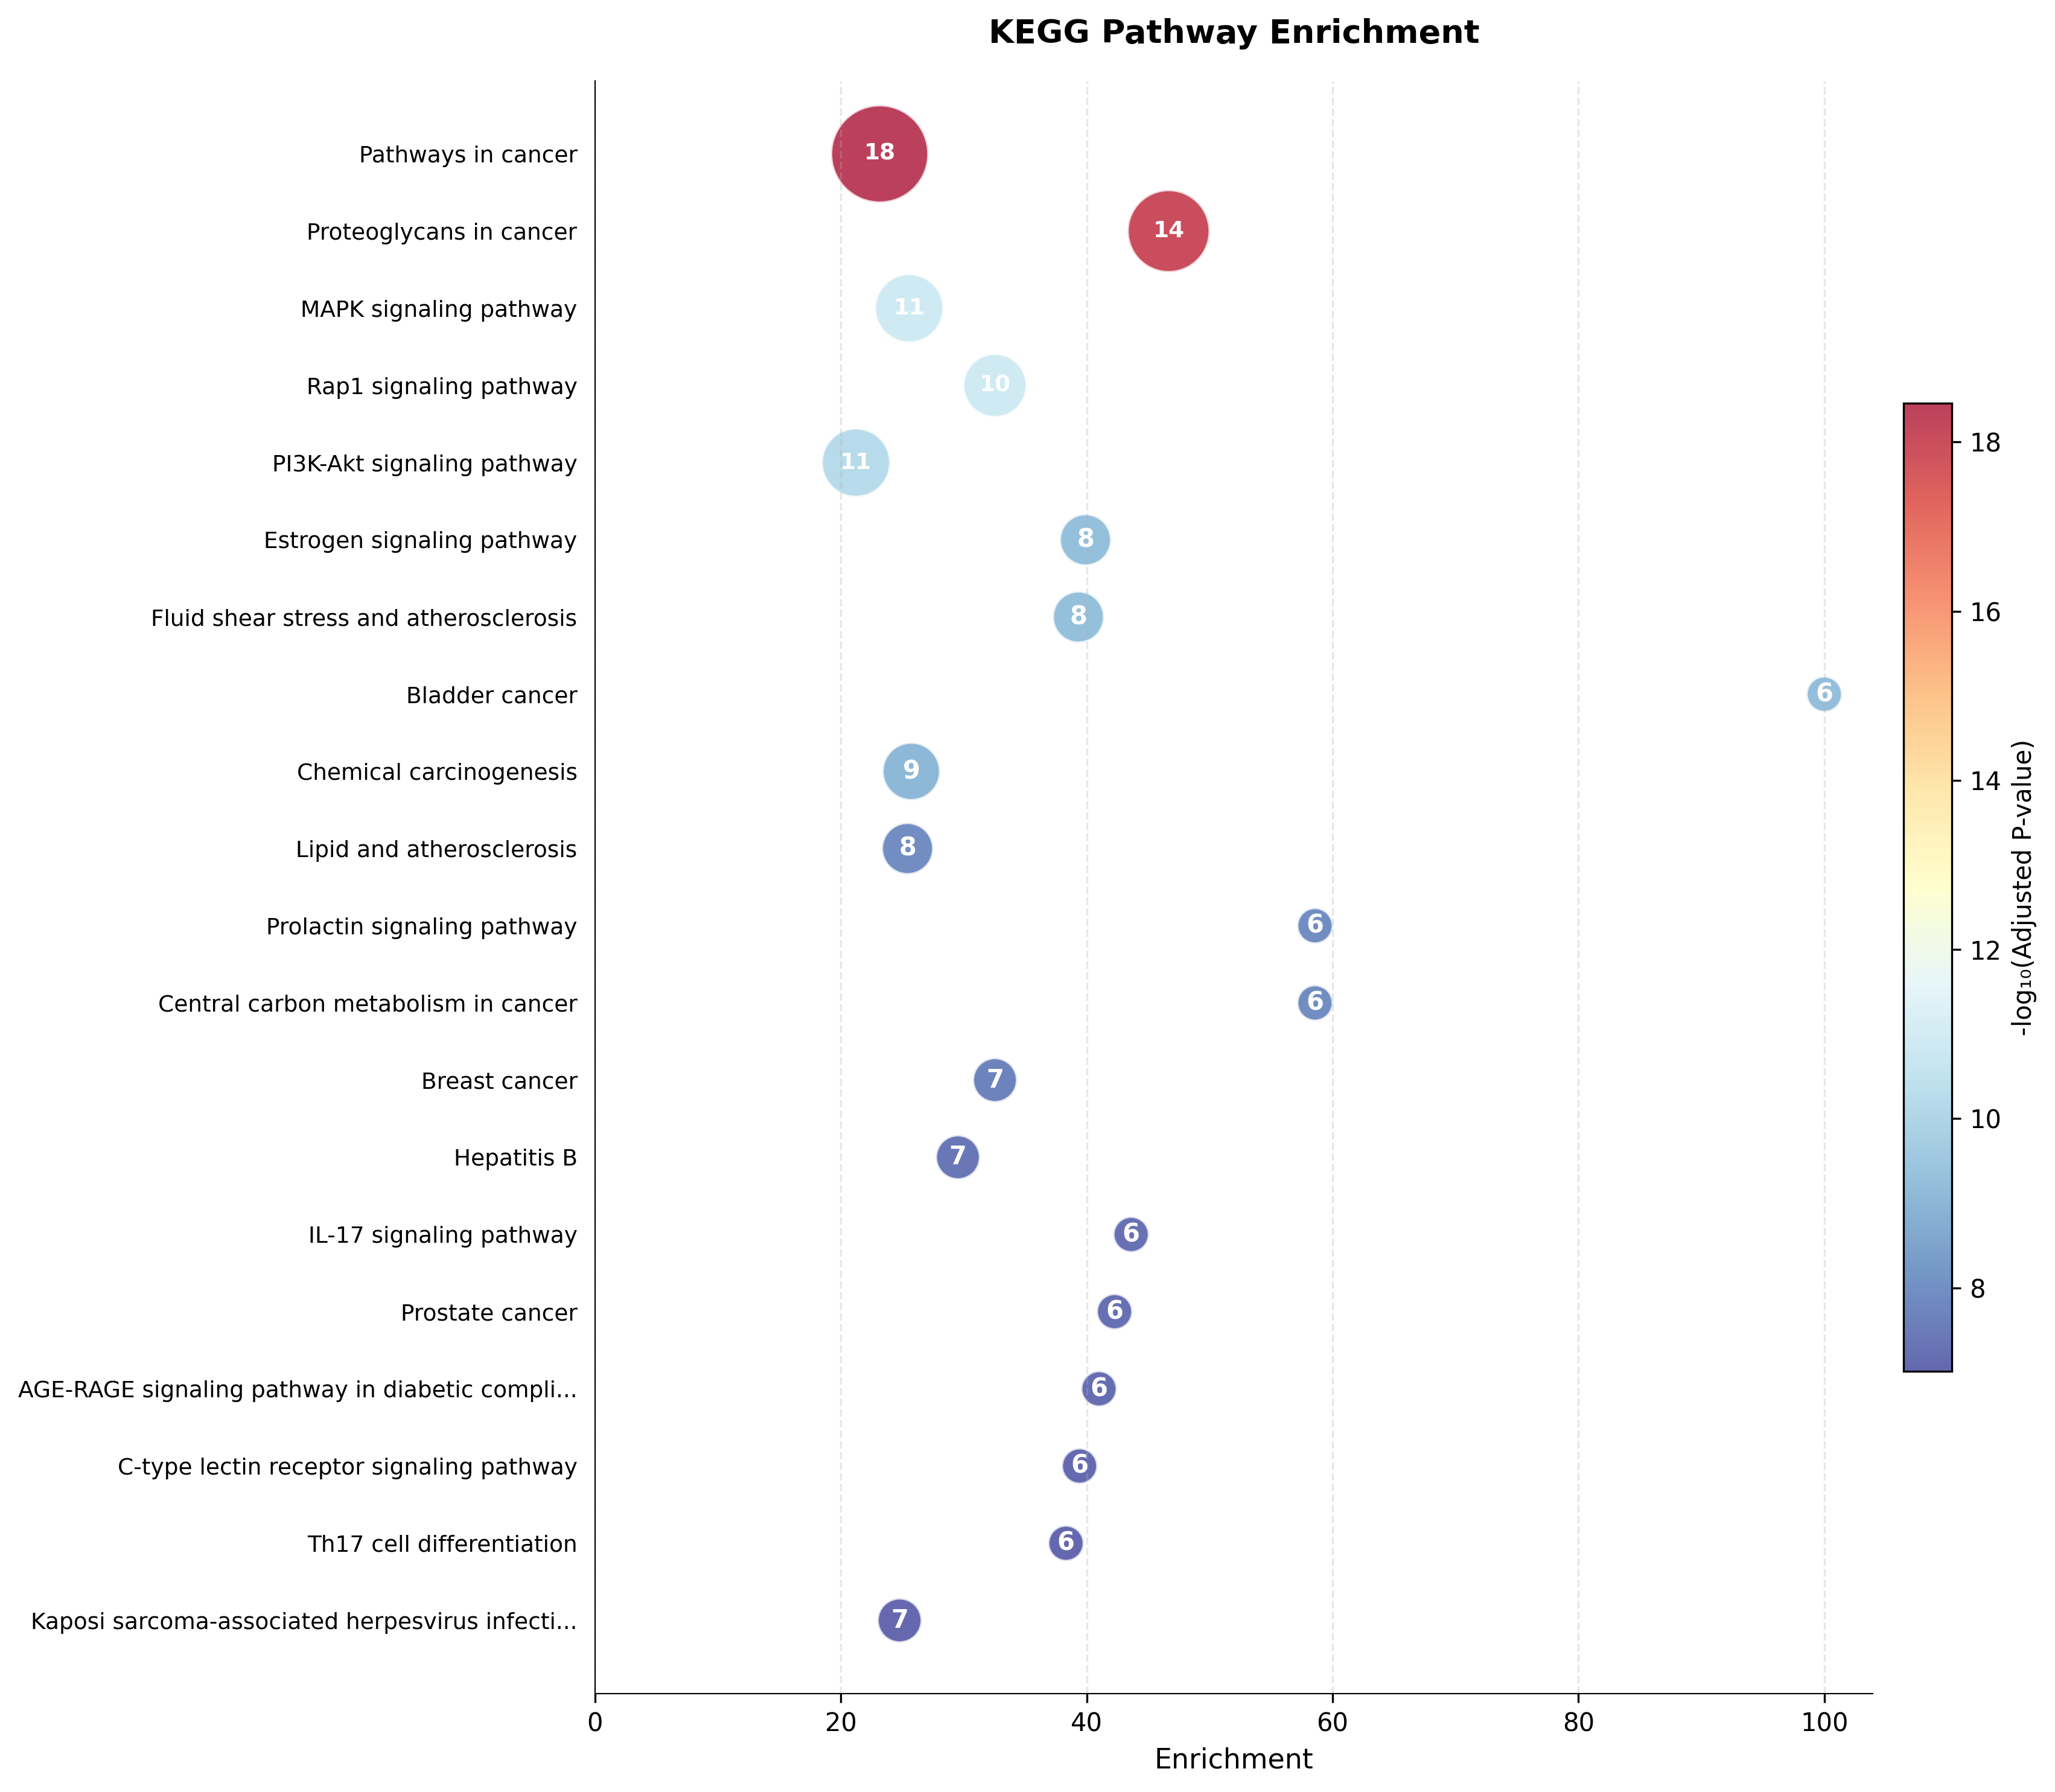 KEGG Pathway Enrichment
Pathways in cancer
18
Proteoglycans in cancer
14
MAPK signaling pathway
11
Rap1 signaling pathway
10
PI3K-Akt signaling pathway
11
Estrogen signaling pathway
8
Fluid shear stress and atherosclerosis
8
Bladder cancer
6
Chemical carcinogenesis
9
Lipid and atherosclerosis
8
Prolactin signaling pathway
6
Central carbon metabolism in cancer
6
Breast cancer
7
Hepatitis B
7
IL-17 signaling pathway
6
Prostate cancer
6
AGE-RAGE signaling pathway in diabetic compli...
6
C-type lectin receptor signaling pathway
6
Th17 cell differentiation
6
Kaposi sarcoma-associated herpesvirus infecti...
7
0 20 40 60 80 100
Enrichment
18
16
14
12
10
8
-log₁₀(Adjusted P-value)